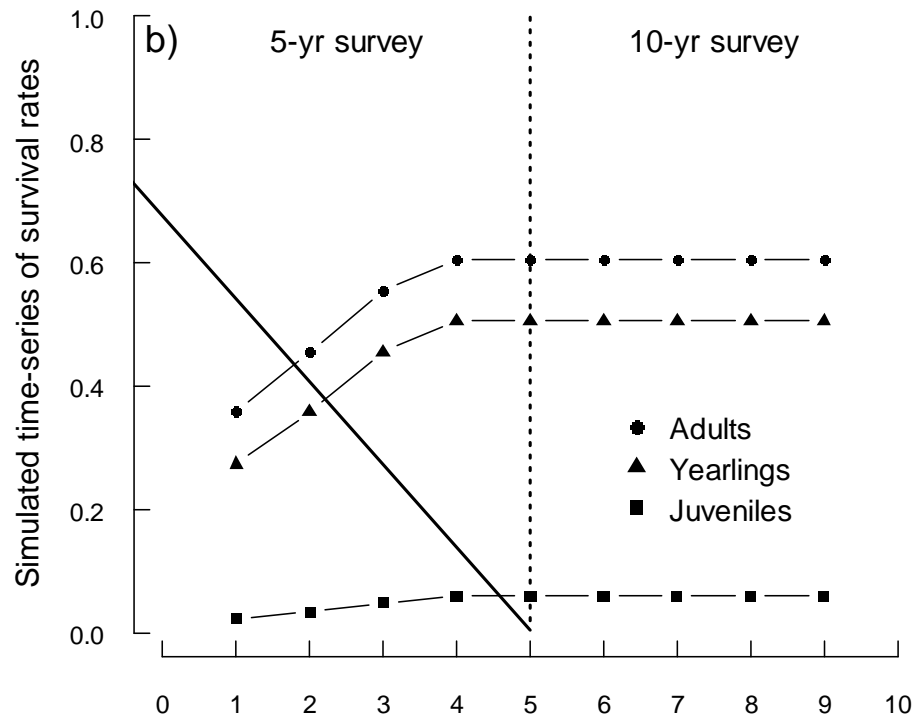 b)
5-yr survey
10-yr survey
Simulated time-series of survival rates
1.0
0.8
0.6
0.4
0.2
0.0
Adults
Yearlings
Juveniles
0 1 2 3 4 5 6 7 8 9 10